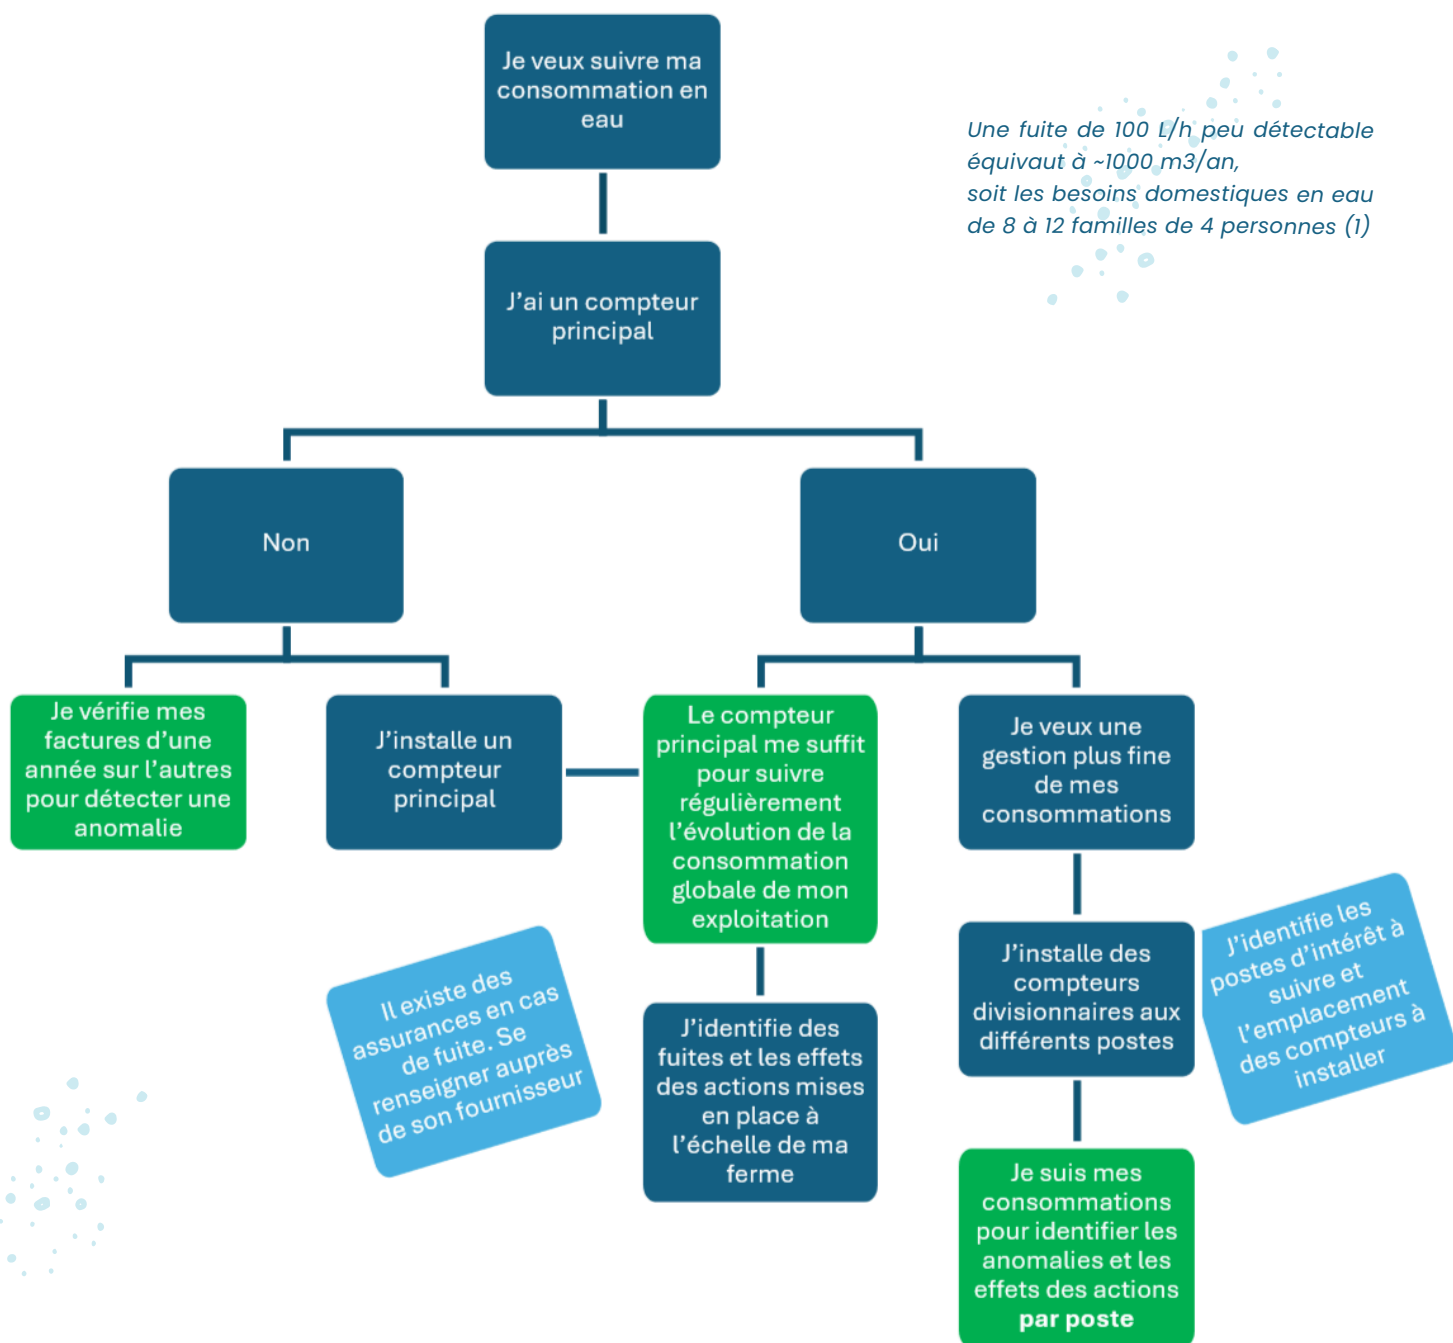 Je veux suivre ma
consommation en
eau
Une fuite de 100 L/h peu détectable
équivaut à ~1000 m3/an,
soit les besoins domestiques en eau
de 8 à 12 familles de 4 personnes (1)
J'ai un compteur
principal
Non
Oui
Je vérifie mes
factures d'une
année sur l'autres
pour détecter une
anomalie
J'installe un
compteur
principal
Le compteur
principal me suffit
pour suivre
régulièrement
l'évolution de la
consommation
globale de mon
exploitation
Je veux une
gestion plus fine
de mes
consommations
Il existe des
assurances en cas
de fuite. Se
renseigner auprès
de son fournisseur
J'identifie des
fuites et les effets
des actions mises
en place à
l'échelle de ma
ferme
J'installe des
compteurs
divisionnaires aux
différents postes
J'identifie les
postes d'intérêt à
suivre et
l'emplacement
des compteurs à
installer
Je suis mes
consommations
pour identifier les
anomalies et les
effets des actions
par poste